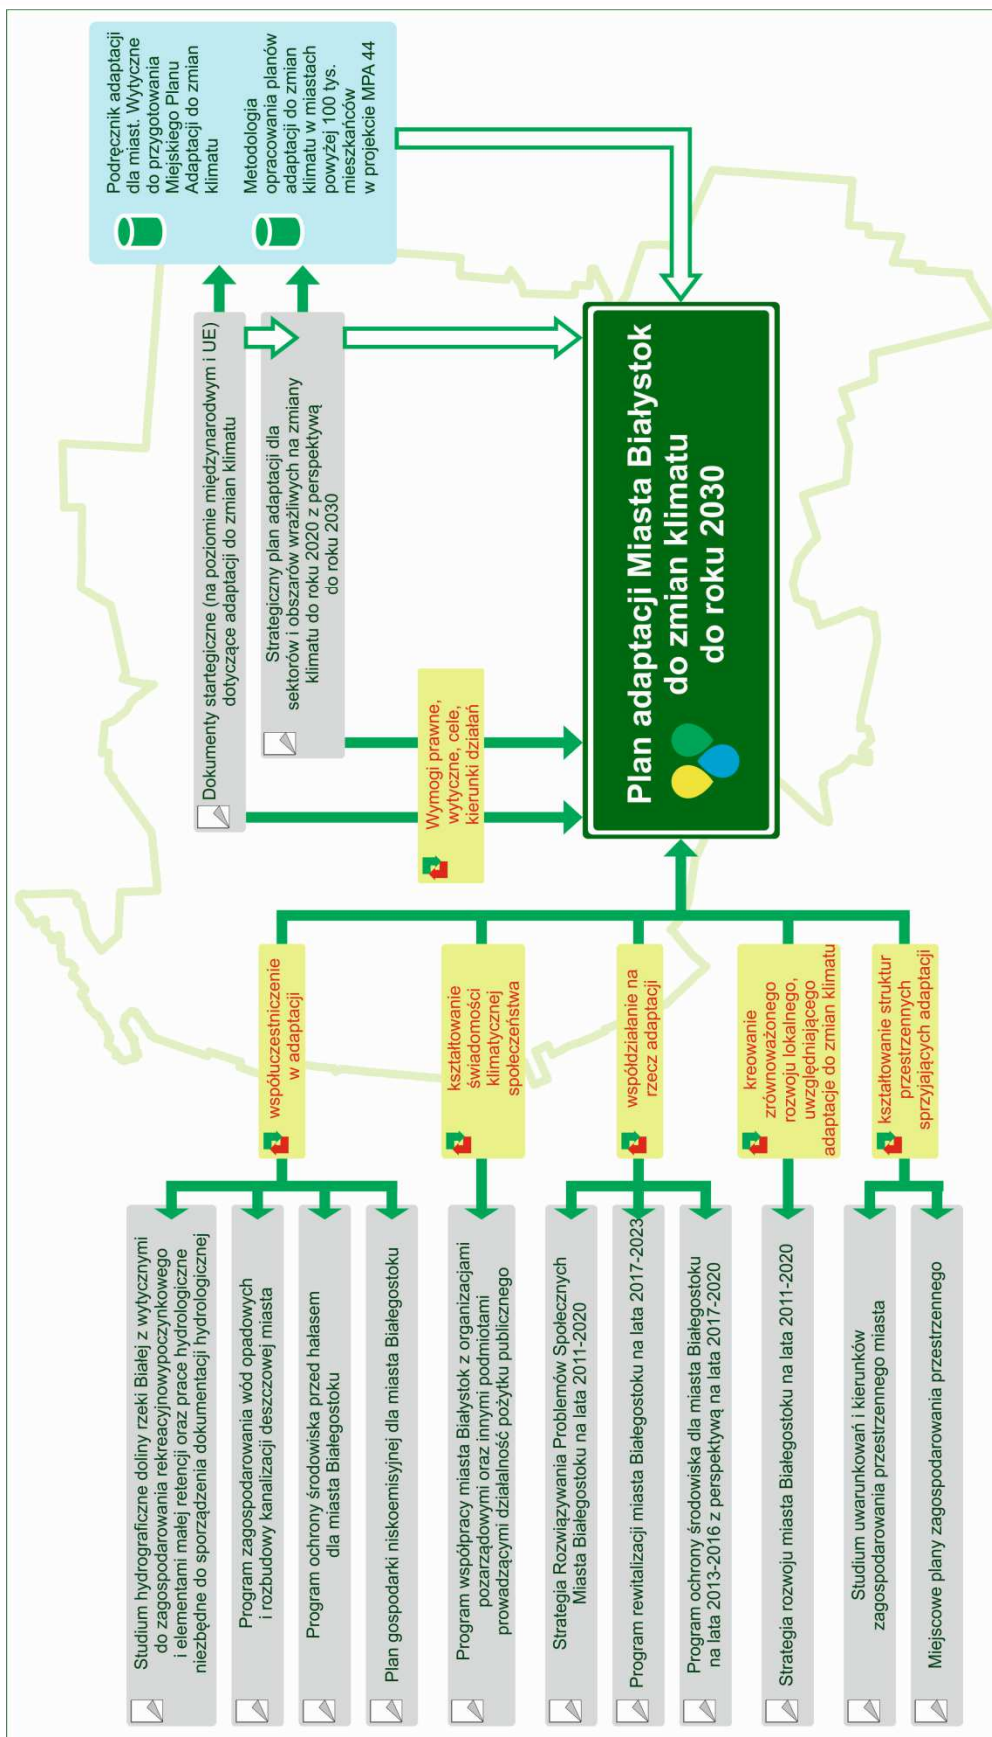 Studium hydrograficzne doliny rzeki Białej z wytycznymi
do zagospodarowania rekreacyjnowypoczynkowego
i elementami małej retencji oraz prace hydrologiczne
niezbędne do sporządzenia dokumentacji hydrologicznej
Program zagospodarowania wód opadowych
i rozbudowy kanalizacji deszczowej miasta
Program ochrony środowiska przed hałasem
dla miasta Białegostoku
Plan gospodarki niskoemisyjnej dla miasta Białegostoku
Program współpracy miasta Białystok z organizacjami
pozarządowymi oraz innymi podmiotami
prowadzącymi działalność pożytku publicznego
Strategia Rozwiązywania Problemów Społecznych
Miasta Białegostoku na lata 2011-2020
Program rewitalizacji miasta Białegostoku na lata 2017-2023
Program ochrony środowiska dla miasta Białegostoku
na lata 2013-2016 z perspektywą na lata 2017-2020
Strategia rozwoju miasta Białegostoku na lata 2011-2020
Studium uwarunkowań i kierunków
zagospodarowania przestrzennego miasta
Miejscowe plany zagospodarowania przestrzennego
współuczestniczenie
w adaptacji
kształtowanie
świadomości
klimatycznej
społeczeństwa
współdziałanie na
rzecz adaptacji
kreowanie
zrównoważonego
rozwoju lokalnego,
uwzględniającego
adaptacje do zmian klimatu
kształtowanie struktur
przestrzennych
sprzyjających adaptacji
Dokumenty startegiczne (na poziomie międzynarodowym i UE)
dotyczące adaptacji do zmian klimatu
Strategiczny plan adaptacji dla
sektorów i obszarów wrażliwych na zmiany
klimatu do roku 2020 z perspektywą
do roku 2030
Wymogi prawne,
wytyczne, cele,
kierunki działań
Plan adaptacji Miasta Białystok
do zmian klimatu
do roku 2030
Podręcznik adaptacji
dla miast. Wytyczne
do przygotowania
Miejskiego Planu
Adaptacji do zmian
klimatu
Metodologia
opracowania planów
adaptacji do zmian
klimatu w miastach
powyżej 100 tys.
mieszkańców
w projekcie MPA 44